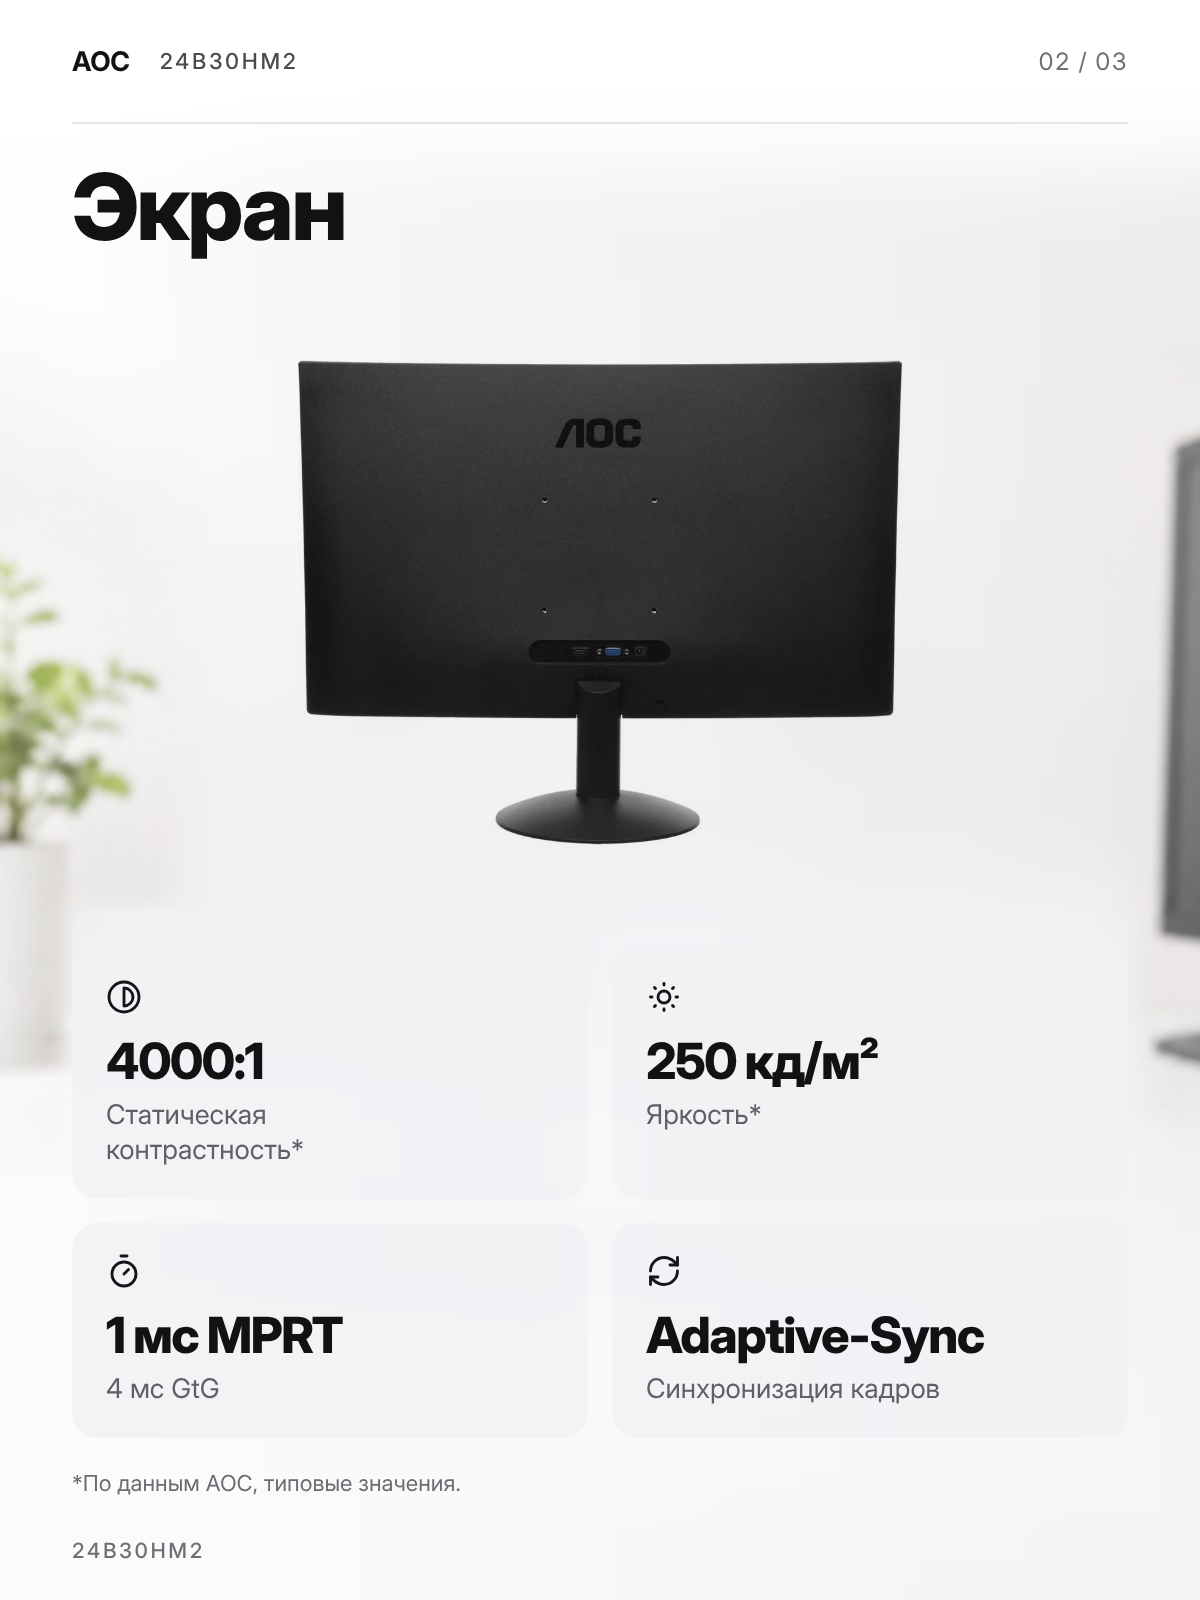 AOC 24B30HM2 02 / 03
Экран
AOC
4000:1
Статическая
контрастность*
250 кд/м²
Яркость*
1 мс MPRT
4 мс GtG
Adaptive-Sync
Синхронизация кадров
*По данным AOC, типовые значения.
24B30HM2